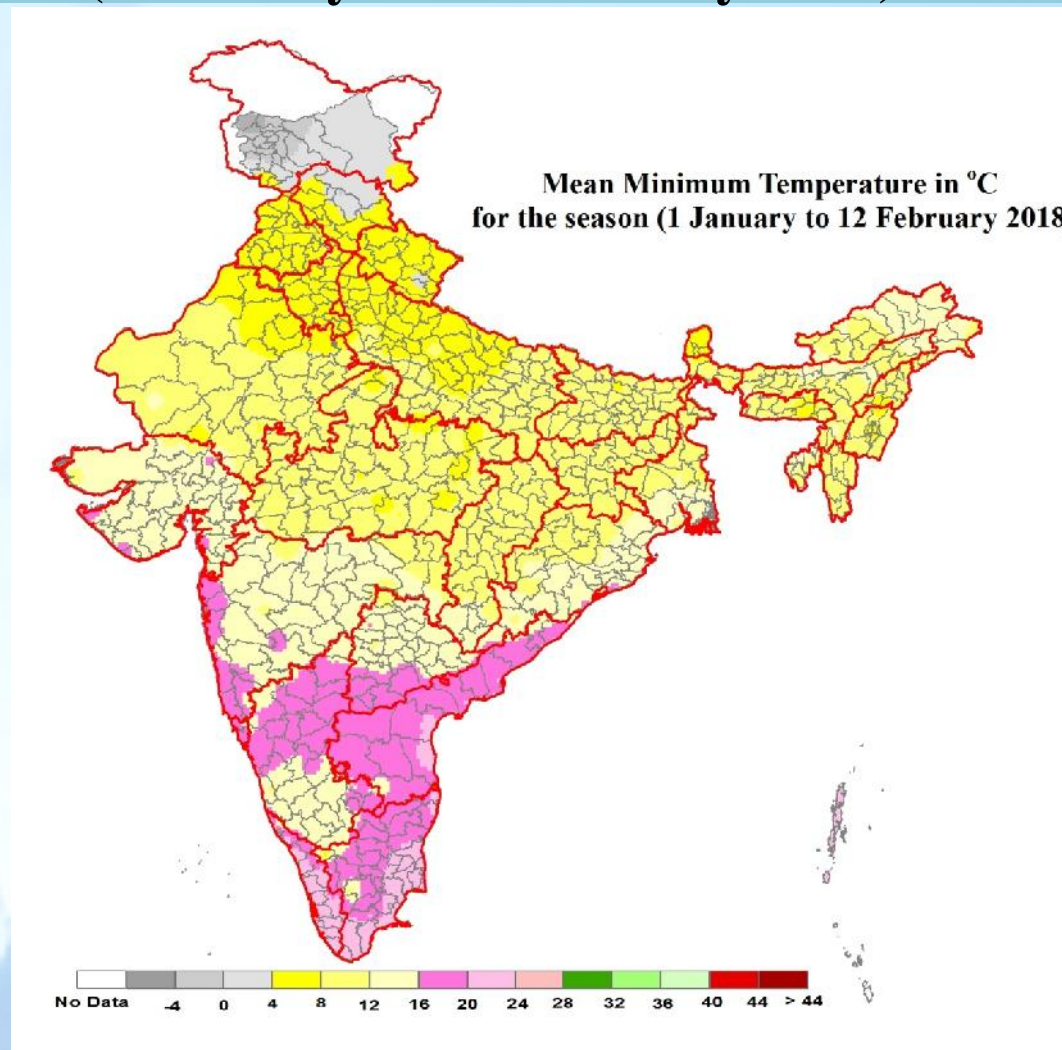 Mean Minimum Temperature in °C
for the season (1 January to 12 February 2018
No Data -4 0 4 8 12 16 20 24 28 32 36 40 44 > 44